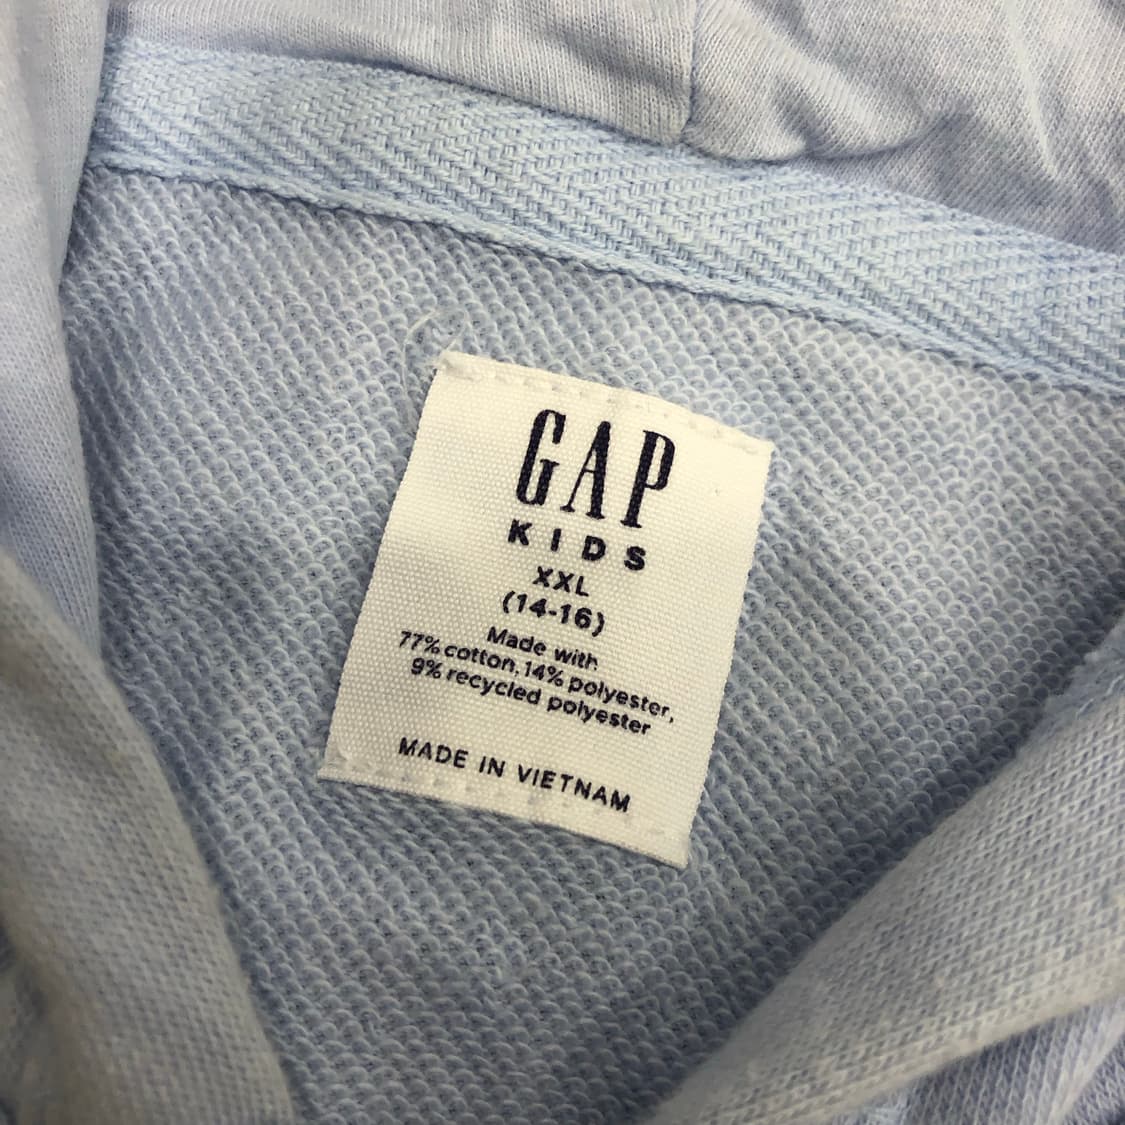 GAP
KIDS
XXL
(14-16)
Made with
77% cotton, 14% polyester,
9% recycled polyester
MADE IN VIETNAM